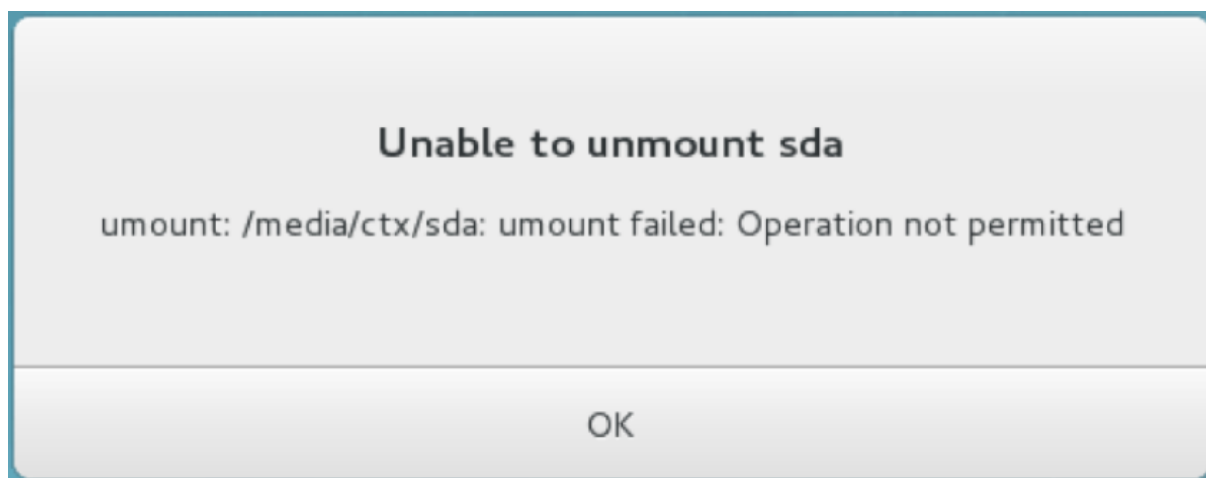 Unable to unmount sda
umount: /media/ctx/sda: umount failed: Operation not permitted
OK